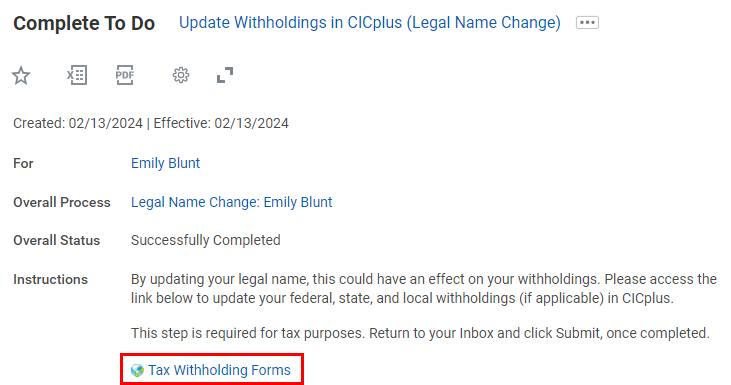 Complete To Do Update Withholdings in CICplus (Legal Name Change)
Created: 02/13/2024 | Effective: 02/13/2024
For Emily Blunt
Overall Process Legal Name Change: Emily Blunt
Overall Status Successfully Completed
Instructions By updating your legal name, this could have an effect on your withholdings. Please access the
link below to update your federal, state, and local withholdings (if applicable) in CICplus.
This step is required for tax purposes. Return to your Inbox and click Submit, once completed.
Tax Withholding Forms